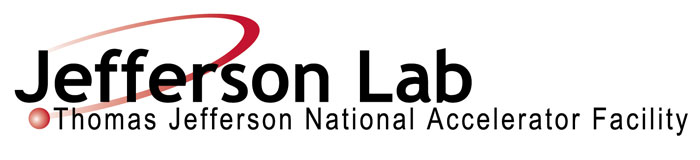 Jefferson Lab
Thomas Jefferson National Accelerator Facility